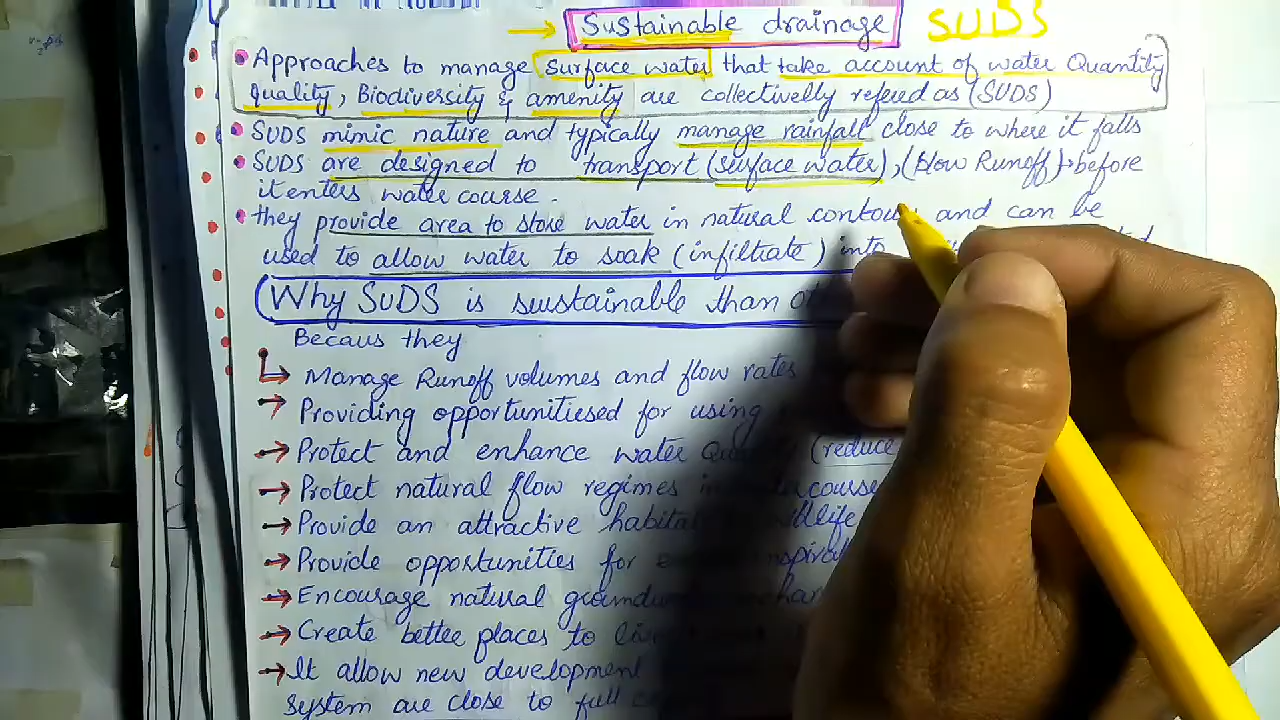 Sustainable drainage SUDS
Approaches to manage surface water that take account of water Quantity
quality, Biodiversity & amenity are collectivelly refered as (SUDS)
SUDS mimic nature and typically manage rainfall close to where it falls
SUDS are designed to transport (surface water), (Slow Runoff) before
it enters water course.
they provide area to store water in natural contour and can be
used to allow water to soak (infiltrate) into
Why SuDS is sustainable than
Becaus they
Manage Runoff volumes and flow rates
Providing opportunitiesed for using
Protect and enhance water (reduce
Protect natural flow regimes
Provide an attractive habitat wildlife
Provide opportunities for
Encourage natural
Create bettee places to
It allow new development
system are close to full